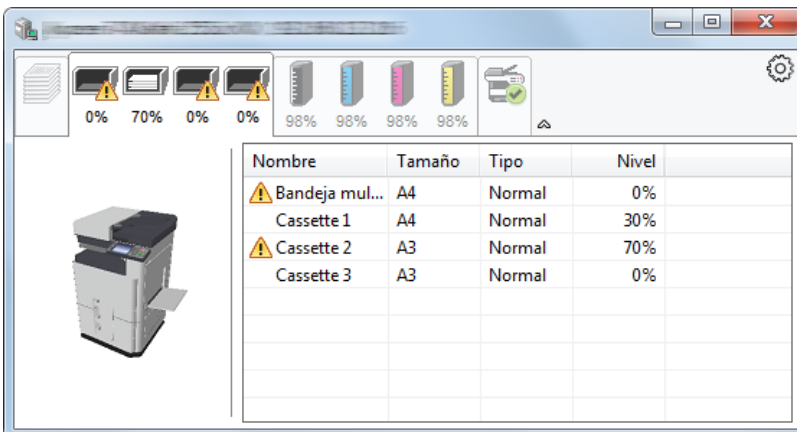 0% 70% 0% 0% 98% 98% 98% 98%
Nombre Tamaño Tipo Nivel
Bandeja mul... A4 Normal 0%
Cassette 1 A4 Normal 30%
Cassette 2 A3 Normal 70%
Cassette 3 A3 Normal 0%